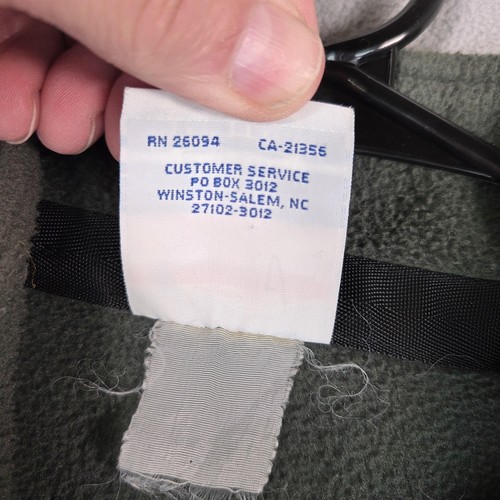 RN 26094 CA-21356
CUSTOMER SERVICE
PO BOX 3012
WINSTON-SALEM, NC
27102-3012